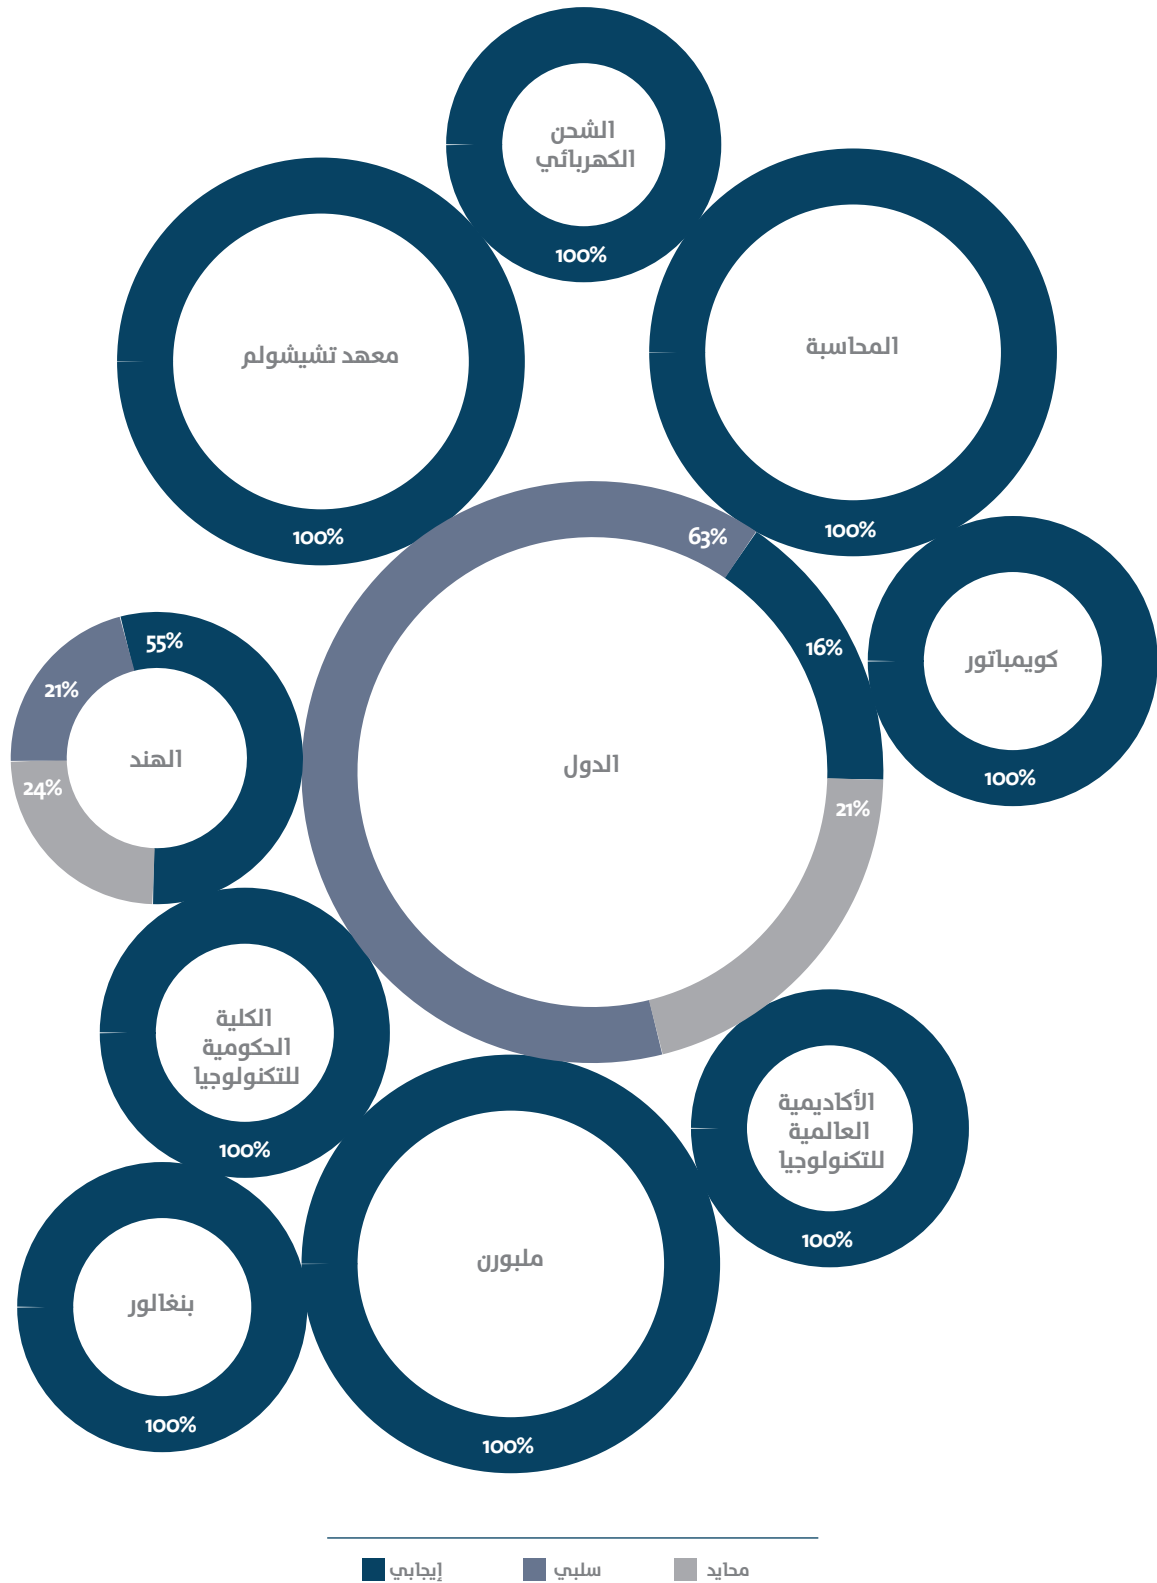 الشحن
الكهربائي
100%
معهد تشيشولم
100%
المحاسبة
100%
الدول
63%
16%
21%
كويمباتور
100%
الهند
55%
21%
24%
الكلية
الحكومية
للتكنولوجيا
100%
الأكاديمية
العالمية
للتكنولوجيا
100%
ملبورن
100%
بنغالور
100%
محايد
سلبي
إيجابي